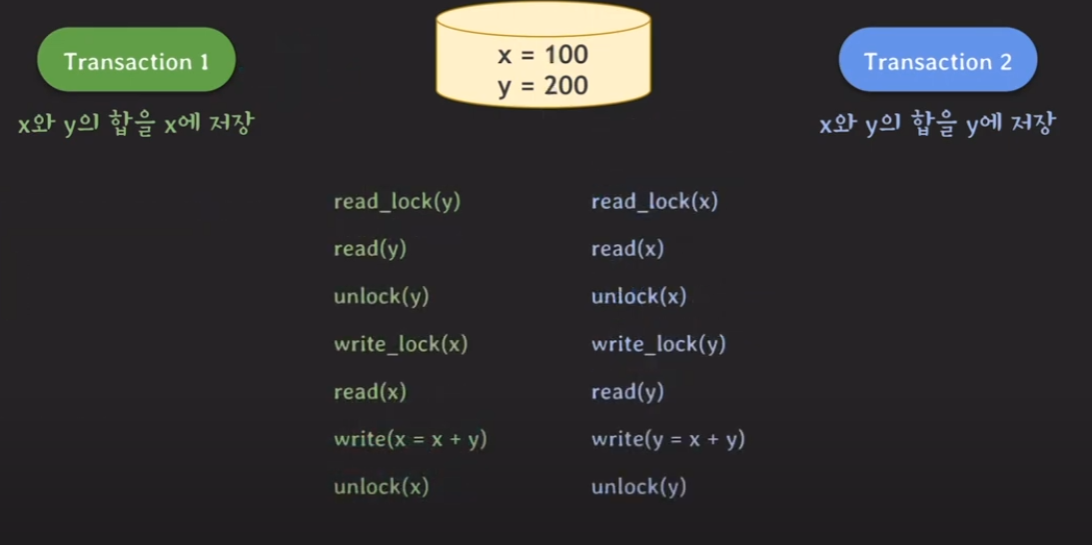 Transaction 1
x와 y의 합을 x에 저장
x = 100
y = 200
Transaction 2
x와 y의 합을 y에 저장
read_lock(y)
read(y)
unlock(y)
write_lock(x)
read(x)
write(x = x + y)
unlock(x)
read_lock(x)
read(x)
unlock(x)
write_lock(y)
read(y)
write(y = x + y)
unlock(y)